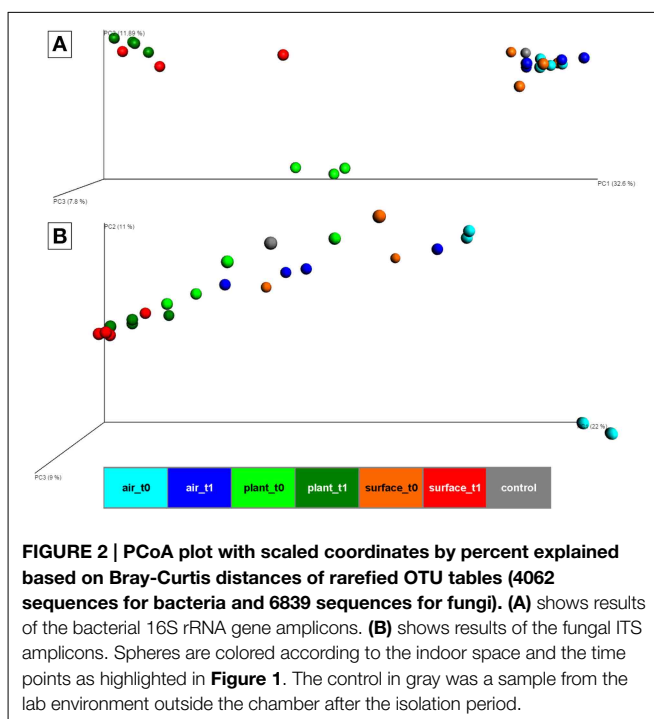 PC2 (11.89 %)
A
PC1 (32.6 %)
PC3 (7.8 %)
B
PC2 (11 %)
(22 %)
PC3 (9 %)
air_t0 air_t1 plant_t0 plant_t1 surface_t0 surface_t1 control
FIGURE 2 | PCoA plot with scaled coordinates by percent explained
based on Bray-Curtis distances of rarefied OTU tables (4062
sequences for bacteria and 6839 sequences for fungi). (A) shows results
of the bacterial 16S rRNA gene amplicons. (B) shows results of the fungal ITS
amplicons. Spheres are colored according to the indoor space and the time
points as highlighted in Figure 1. The control in gray was a sample from the
lab environment outside the chamber after the isolation period.